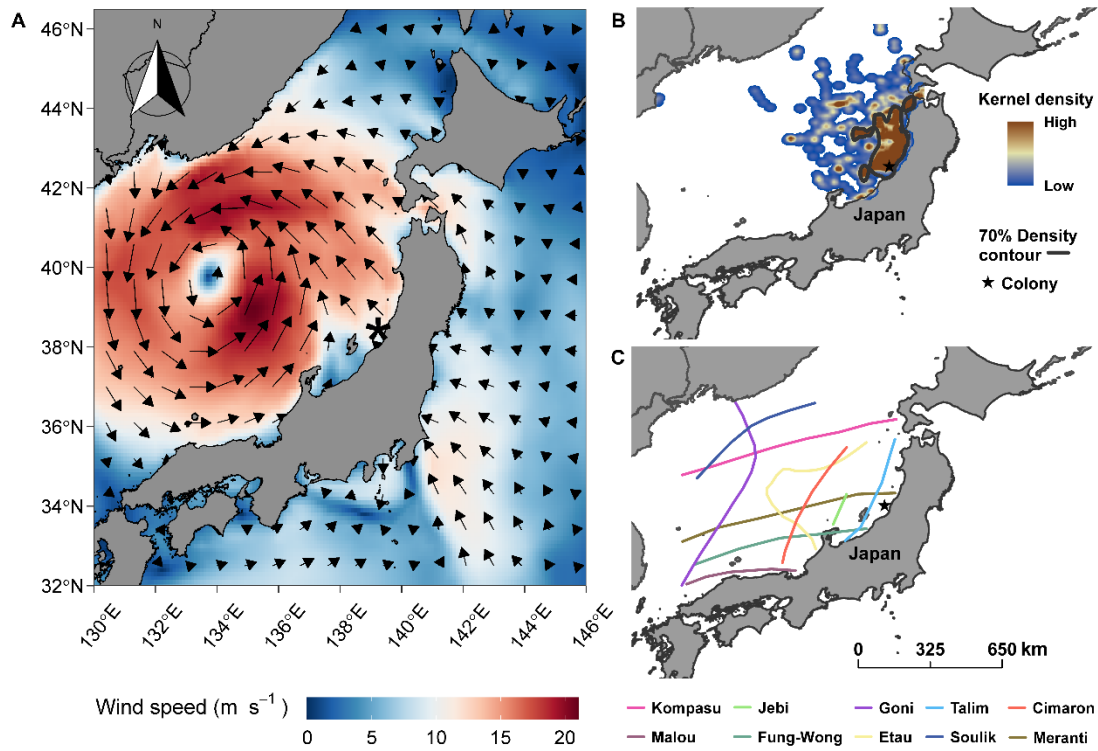 A
N
46°N
44°N
42°N
40°N
38°N
36°N
34°N
32°N
130°E
132°E
134°E
136°E
138°E
140°E
142°E
144°E
146°E
Wind speed (m s⁻¹)
0
5
10
15
20
B
Kernel density
High
Low
Japan
70% Density
contour
Colony
C
Japan
0 325 650 km
Kompasu Jebi Goni Talim Cimaron
Malou Fung-Wong Etau Soulik Meranti